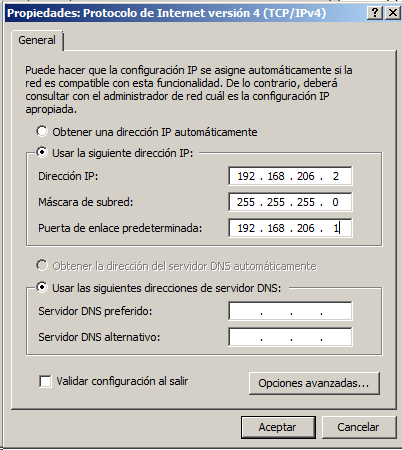 Propiedades: Protocolo de Internet versión 4 (TCP/IPv4)
General
Puede hacer que la configuración IP se asigne automáticamente si la
red es compatible con esta funcionalidad. De lo contrario, deberá
consultar con el administrador de red cuál es la configuración IP
apropiada.
Obtener una dirección IP automáticamente
Usar la siguiente dirección IP:
Dirección IP: 192 . 168 . 206 . 2
Máscara de subred: 255 . 255 . 255 . 0
Puerta de enlace predeterminada: 192 . 168 . 206 . 1
Obtener la dirección del servidor DNS automáticamente
Usar las siguientes direcciones de servidor DNS:
Servidor DNS preferido: . . .
Servidor DNS alternativo: . . .
Validar configuración al salir
Opciones avanzadas...
Aceptar Cancelar